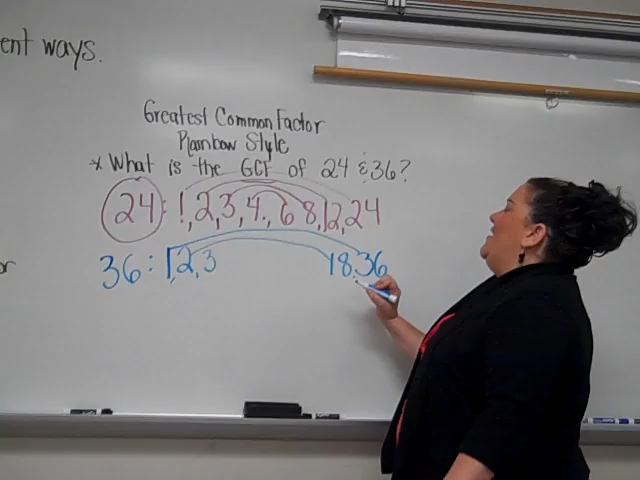 ent ways.
Greatest Common Factor
Rainbow Style
* What is the GCF of 24 & 36?
24: 1, 2, 3, 4, 6 8, 12, 24
or
36: 1, 2, 3 18, 36